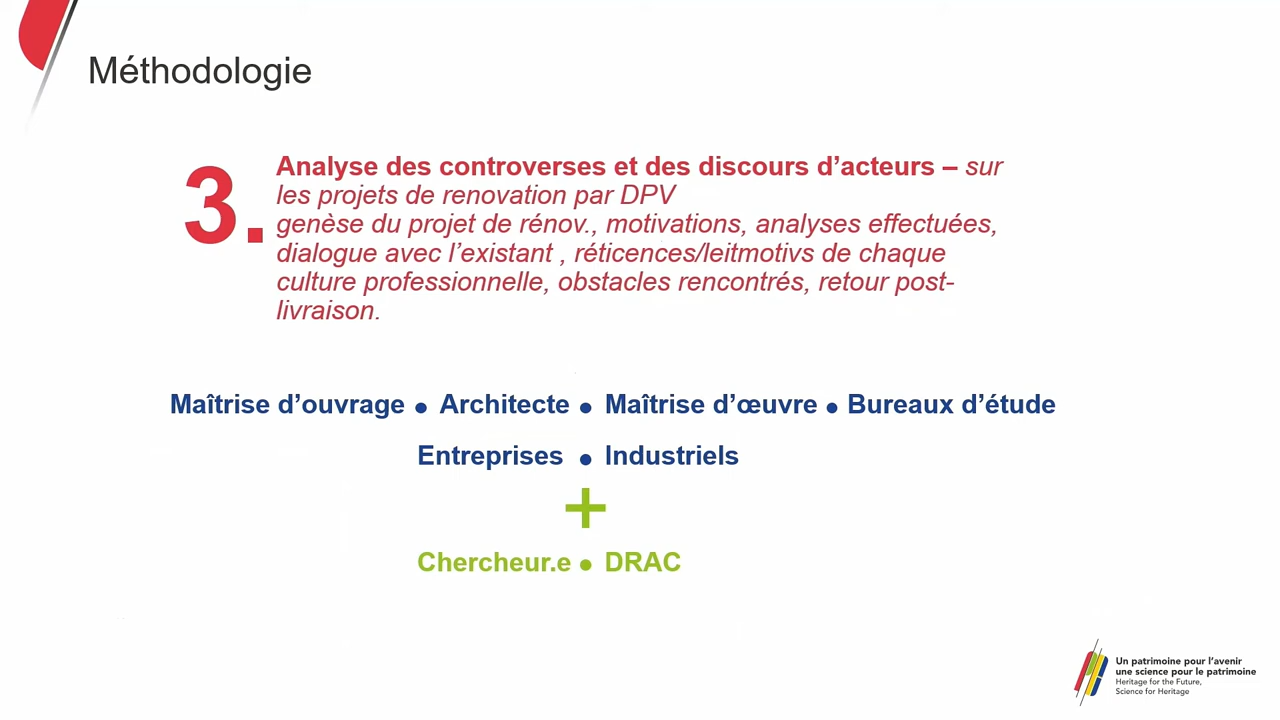 Méthodologie
3.
Analyse des controverses et des discours d’acteurs – sur
les projets de renovation par DPV
genèse du projet de rénov., motivations, analyses effectuées,
dialogue avec l’existant , réticences/leitmotivs de chaque
culture professionnelle, obstacles rencontrés, retour post-
livraison.
Maîtrise d’ouvrage ● Architecte ● Maîtrise d’œuvre ● Bureaux d’étude
Entreprises ● Industriels
+
Chercheur.e ● DRAC
Un patrimoine pour l’avenir
une science pour le patrimoine
Heritage for the Future,
Science for Heritage